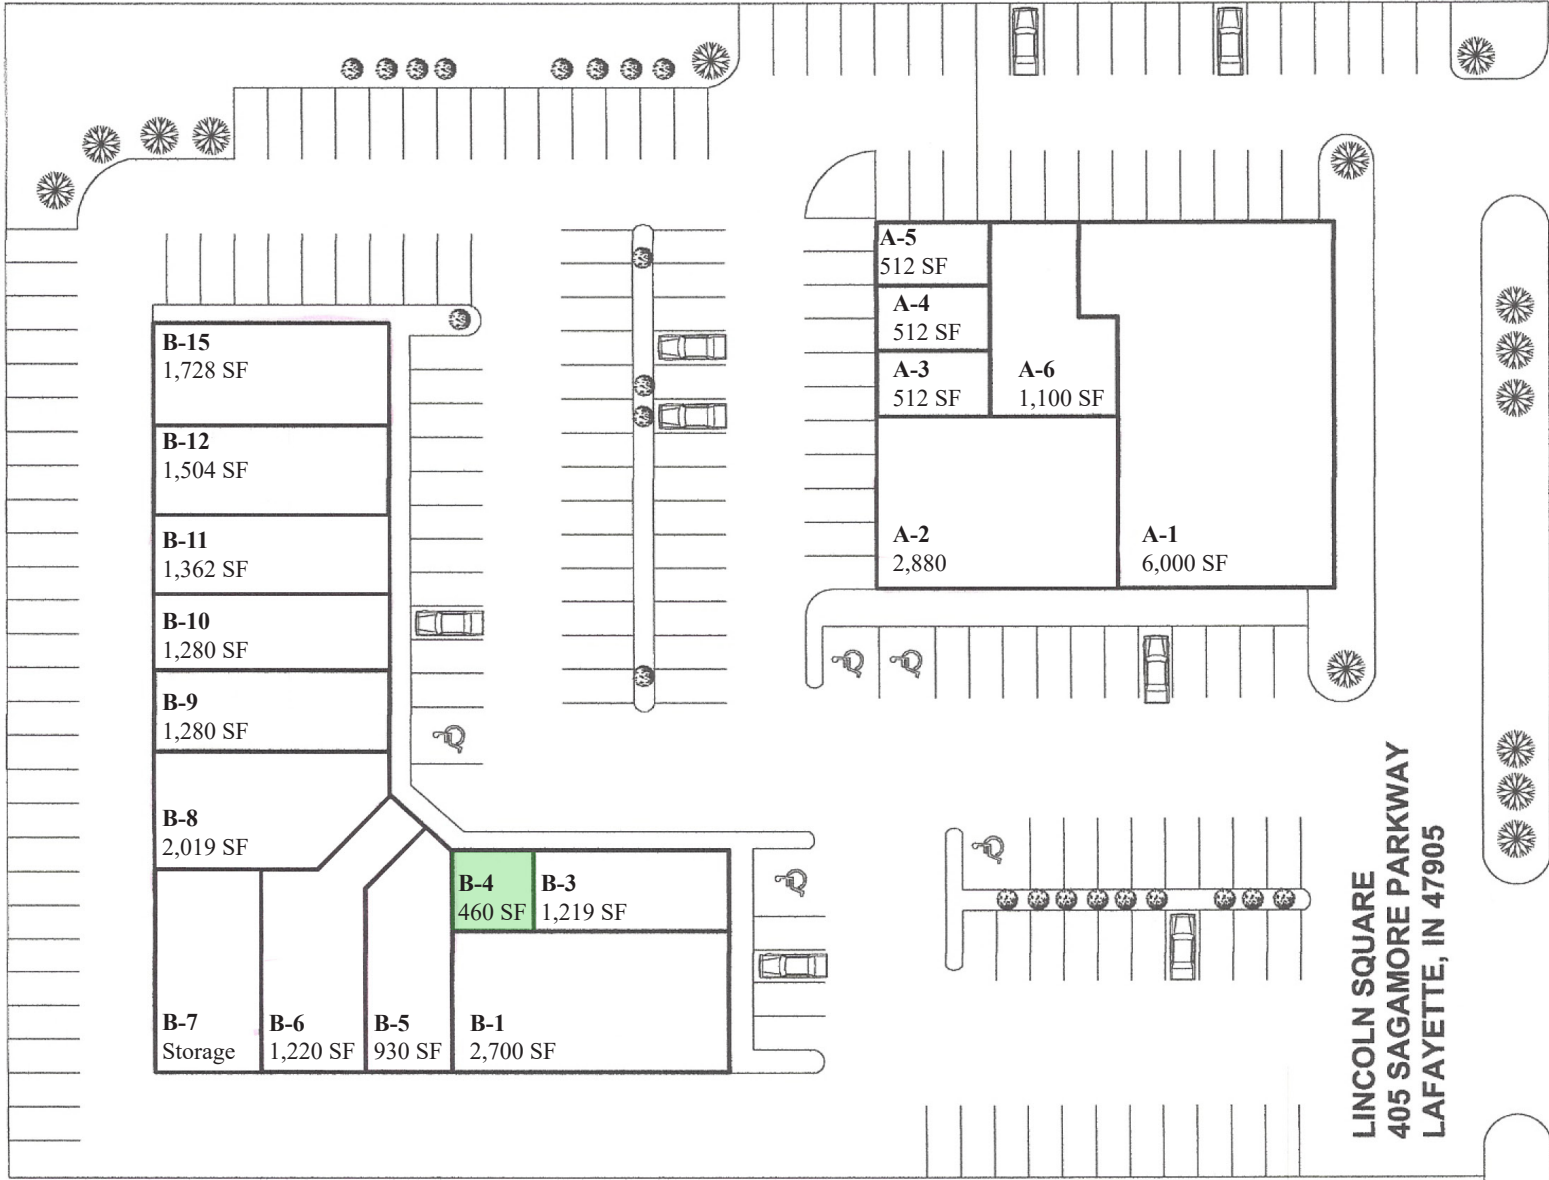 A-5
512 SF
A-4
512 SF
A-3
512 SF
A-6
1,100 SF
A-2
2,880
A-1
6,000 SF
B-15
1,728 SF
B-12
1,504 SF
B-11
1,362 SF
B-10
1,280 SF
B-9
1,280 SF
B-8
2,019 SF
B-7
Storage
B-6
1,220 SF
B-5
930 SF
B-4
460 SF
B-3
1,219 SF
B-1
2,700 SF
LINCOLN SQUARE
405 SAGAMORE PARKWAY
LAFAYETTE, IN 47905